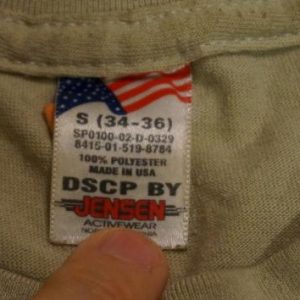 S (34-36)
SP0100-02-D-0329
8415-01-519-8784
100% POLYESTER
MADE IN USA
DSCP BY
JENSEN
ACTIVEWEAR